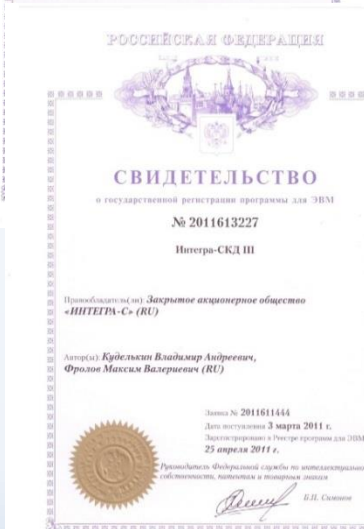 РОССИЙСКАЯ ФЕДЕРАЦИЯ
СВИДЕТЕЛЬСТВО
о государственной регистрации программы для ЭВМ
№ 2011613227
Интегра-СКД III
Правообладатель(ли): Закрытое акционерное общество
«ИНТЕГРА-С» (RU)
Автор(ы): Куделькин Владимир Андреевич,
Фролов Максим Валериевич (RU)
Заявка № 2011611444
Дата поступления 3 марта 2011 г.
Зарегистрировано в Реестре программ для ЭВМ
25 апреля 2011 г.
Руководитель Федеральной службы по интеллектуальной
собственности, патентам и товарным знакам
Б.П. Симонов